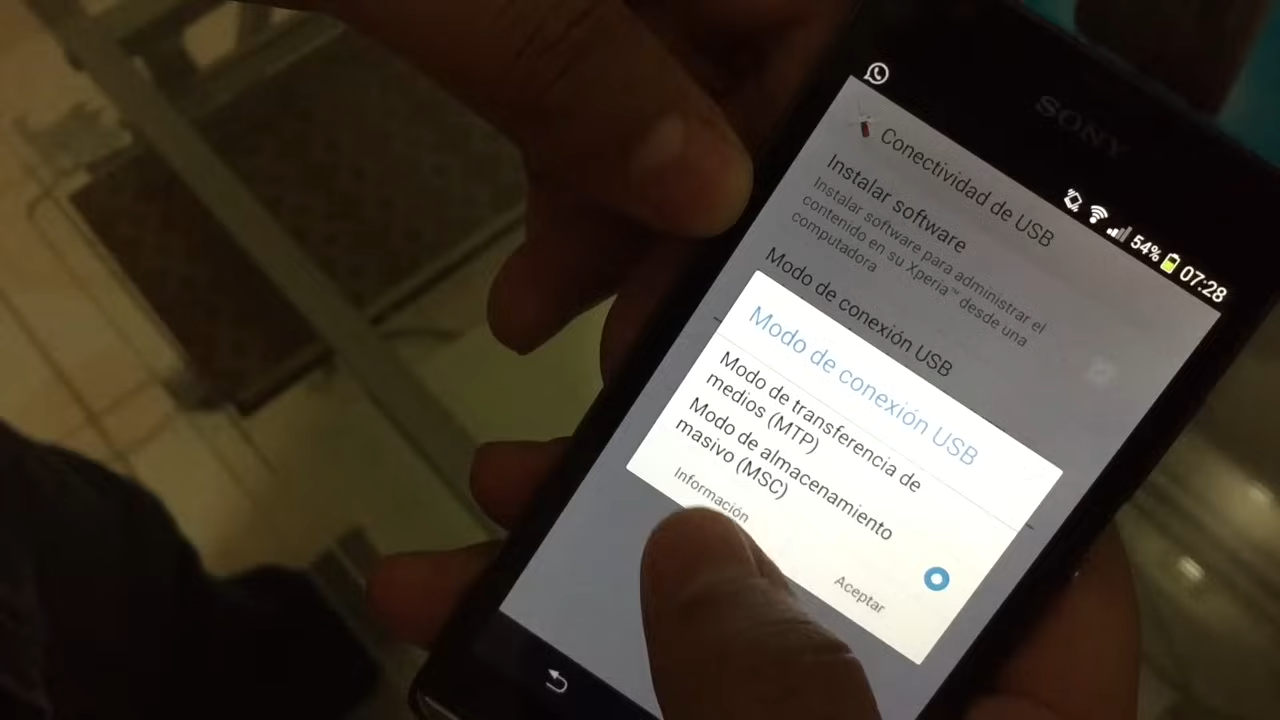 SONY
54% 07:28
Conectividad de USB
Instalar software
Instalar software para administrar el
contenido en su Xperia™ desde una
computadora
Modo de conexión USB
Modo de conexión USB
Modo de transferencia de
medios (MTP)
Modo de almacenamiento
masivo (MSC)
Información
Aceptar